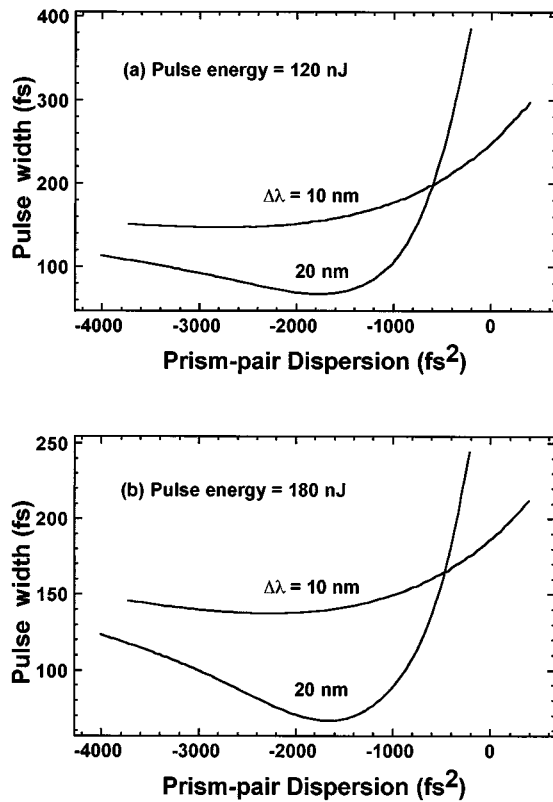 400
(a) Pulse energy = 120 nJ
300
Pulse width (fs)
Δλ = 10 nm
200
20 nm
100
-4000 -3000 -2000 -1000 0
Prism-pair Dispersion (fs²)
250
(b) Pulse energy = 180 nJ
200
Pulse width (fs)
Δλ = 10 nm
150
20 nm
100
-4000 -3000 -2000 -1000 0
Prism-pair Dispersion (fs²)